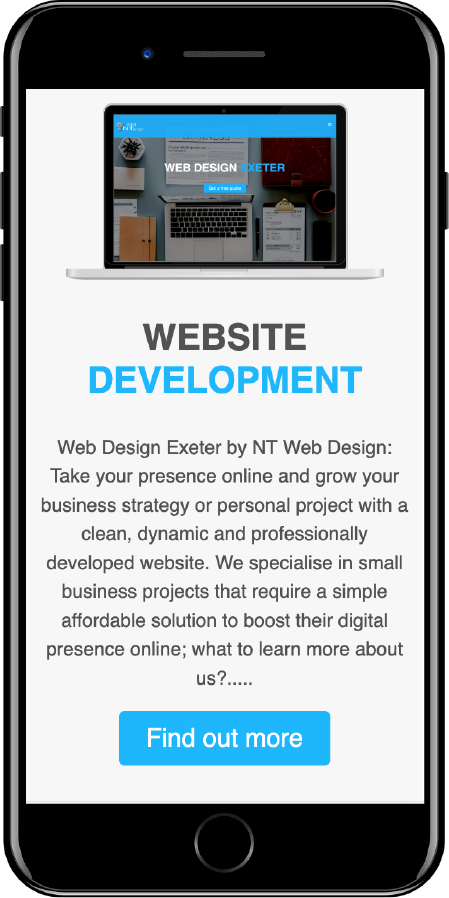 WEB DESIGN EXETER
Get a free quote
WEBSITE
DEVELOPMENT
Web Design Exeter by NT Web Design:
Take your presence online and grow your
business strategy or personal project with a
clean, dynamic and professionally
developed website. We specialise in small
business projects that require a simple
affordable solution to boost their digital
presence online; what to learn more about
us?.....
Find out more